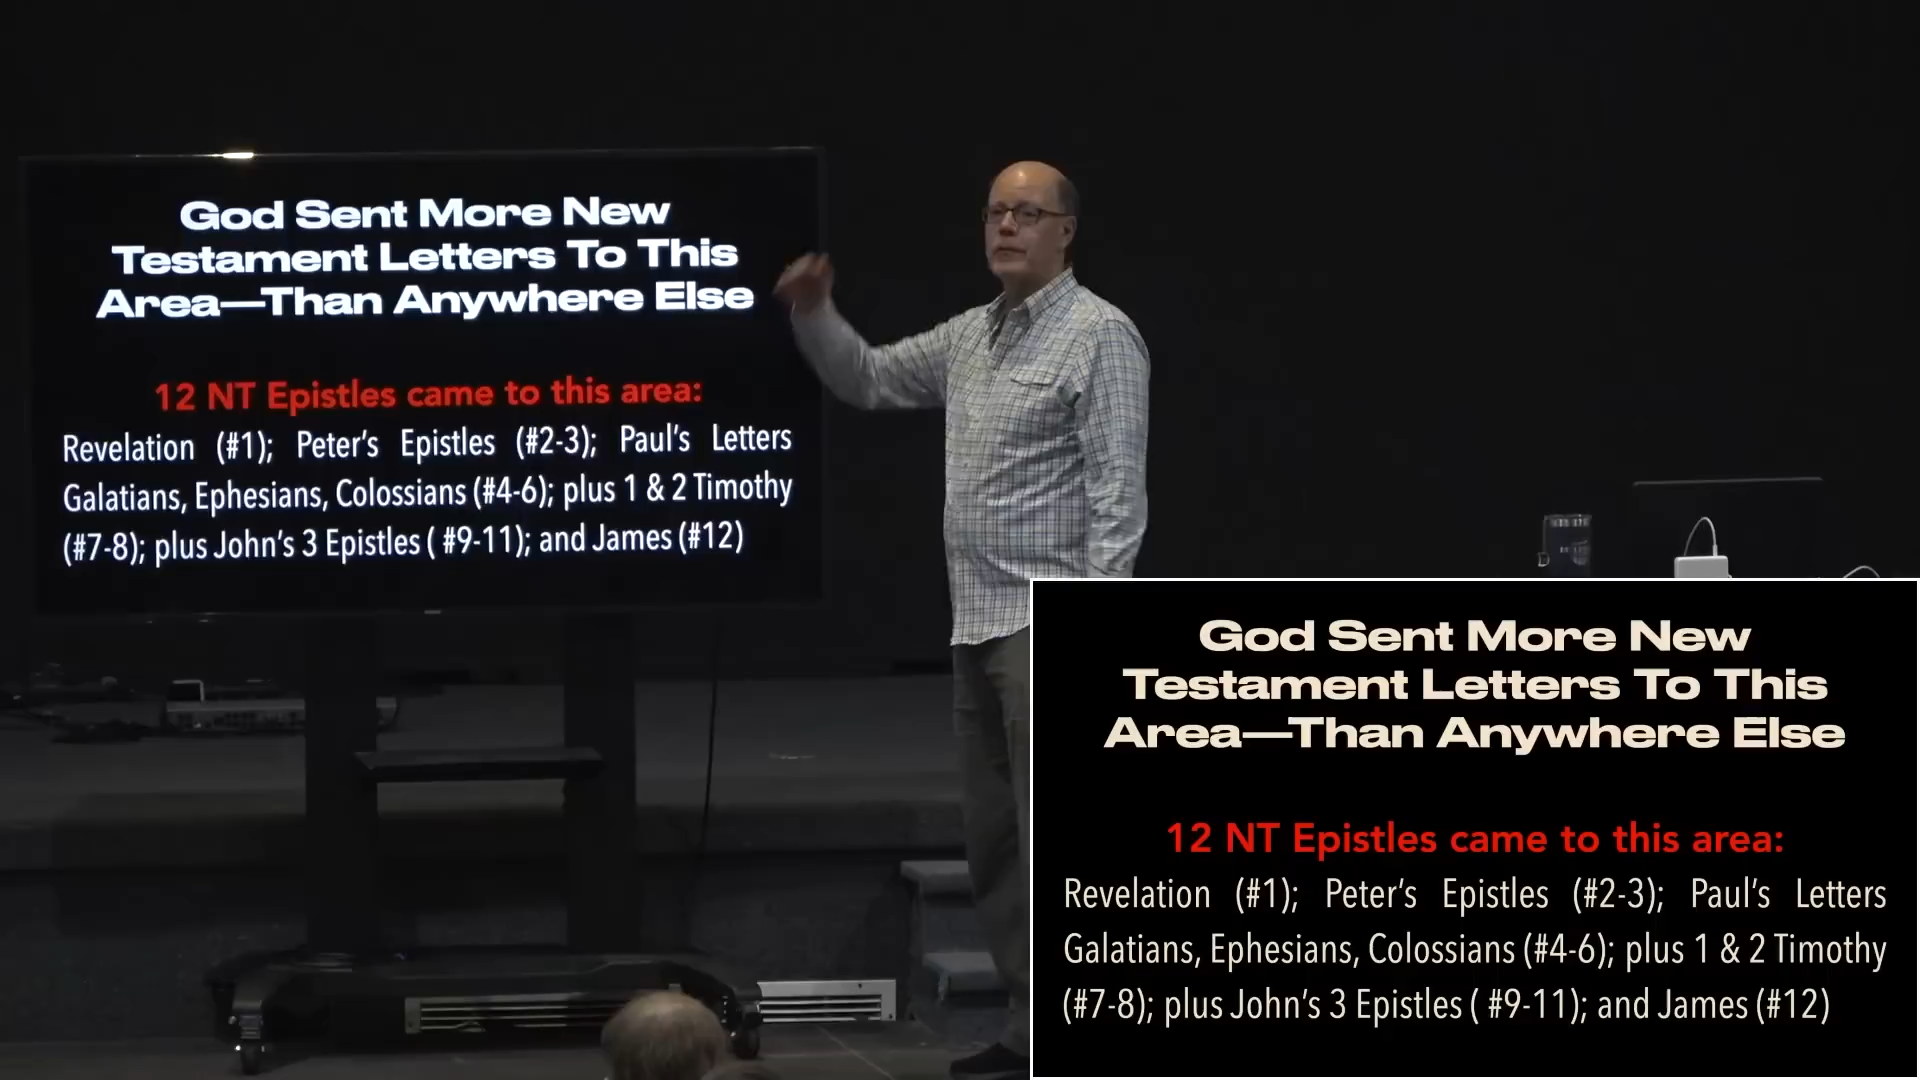 God Sent More New
Testament Letters To This
Area—Than Anywhere Else
12 NT Epistles came to this area:
Revelation (#1); Peter's Epistles (#2-3); Paul's Letters
Galatians, Ephesians, Colossians (#4-6); plus 1 & 2 Timothy
(#7-8); plus John's 3 Epistles ( #9-11); and James (#12)
God Sent More New
Testament Letters To This
Area—Than Anywhere Else
12 NT Epistles came to this area:
Revelation (#1); Peter's Epistles (#2-3); Paul's Letters
Galatians, Ephesians, Colossians (#4-6); plus 1 & 2 Timothy
(#7-8); plus John's 3 Epistles ( #9-11); and James (#12)